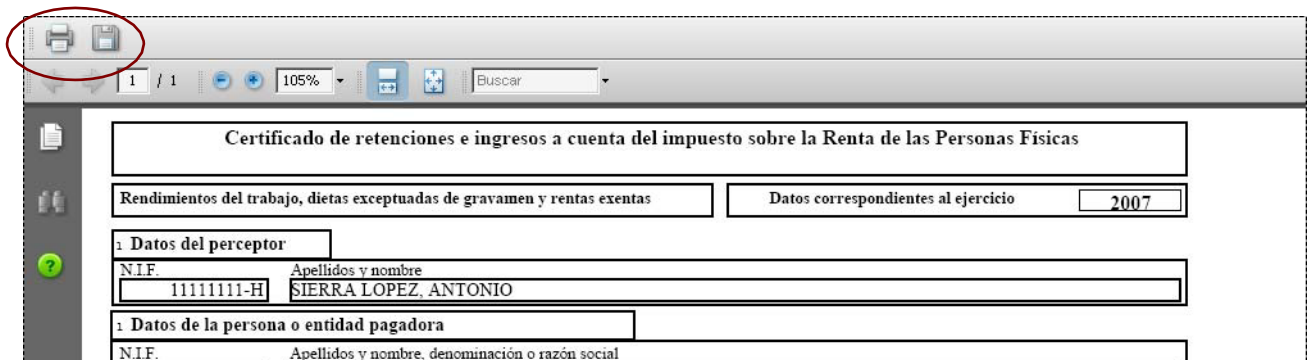 1 / 1 105% Buscar
Certificado de retenciones e ingresos a cuenta del impuesto sobre la Renta de las Personas Físicas
Rendimientos del trabajo, dietas exceptuadas de gravamen y rentas exentas Datos correspondientes al ejercicio 2007
1 Datos del perceptor
N.I.F. Apellidos y nombre
11111111-H SIERRA LOPEZ, ANTONIO
1 Datos de la persona o entidad pagadora
N.I.F. Apellidos y nombre, denominación o razón social